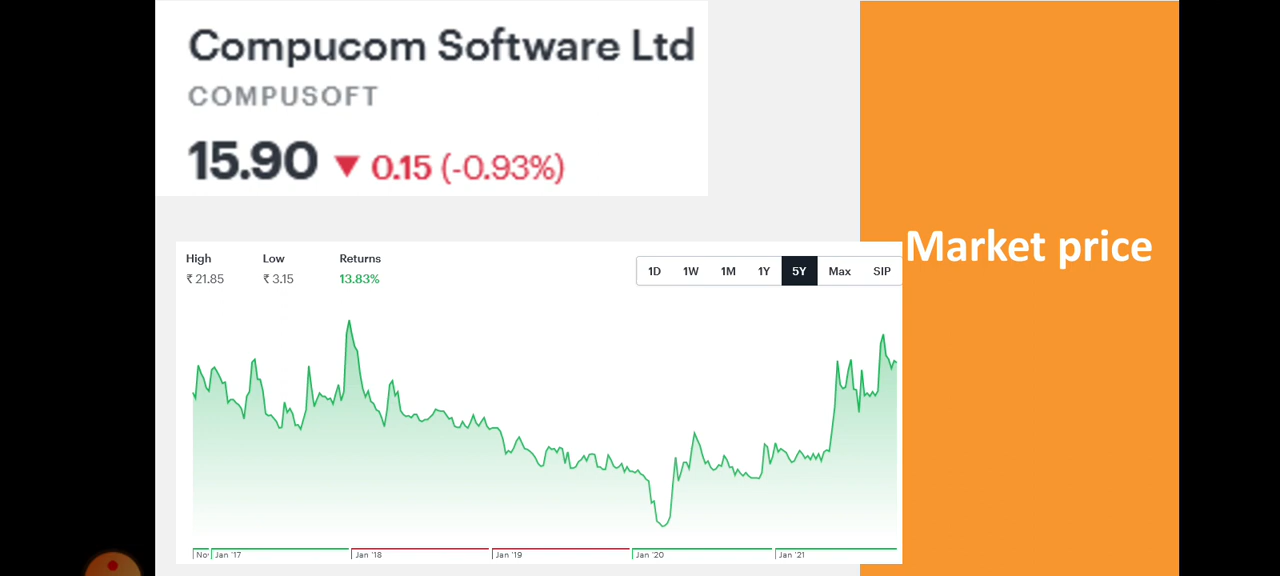 Compucom Software Ltd
COMPUSOFT
15.90 ▼ 0.15 (-0.93%)
Market price
High Low Returns
₹ 21.85 ₹ 3.15 13.83%
1D 1W 1M 1Y 5Y Max SIP
Nov Jan '17 Jan '18 Jan '19 Jan '20 Jan '21